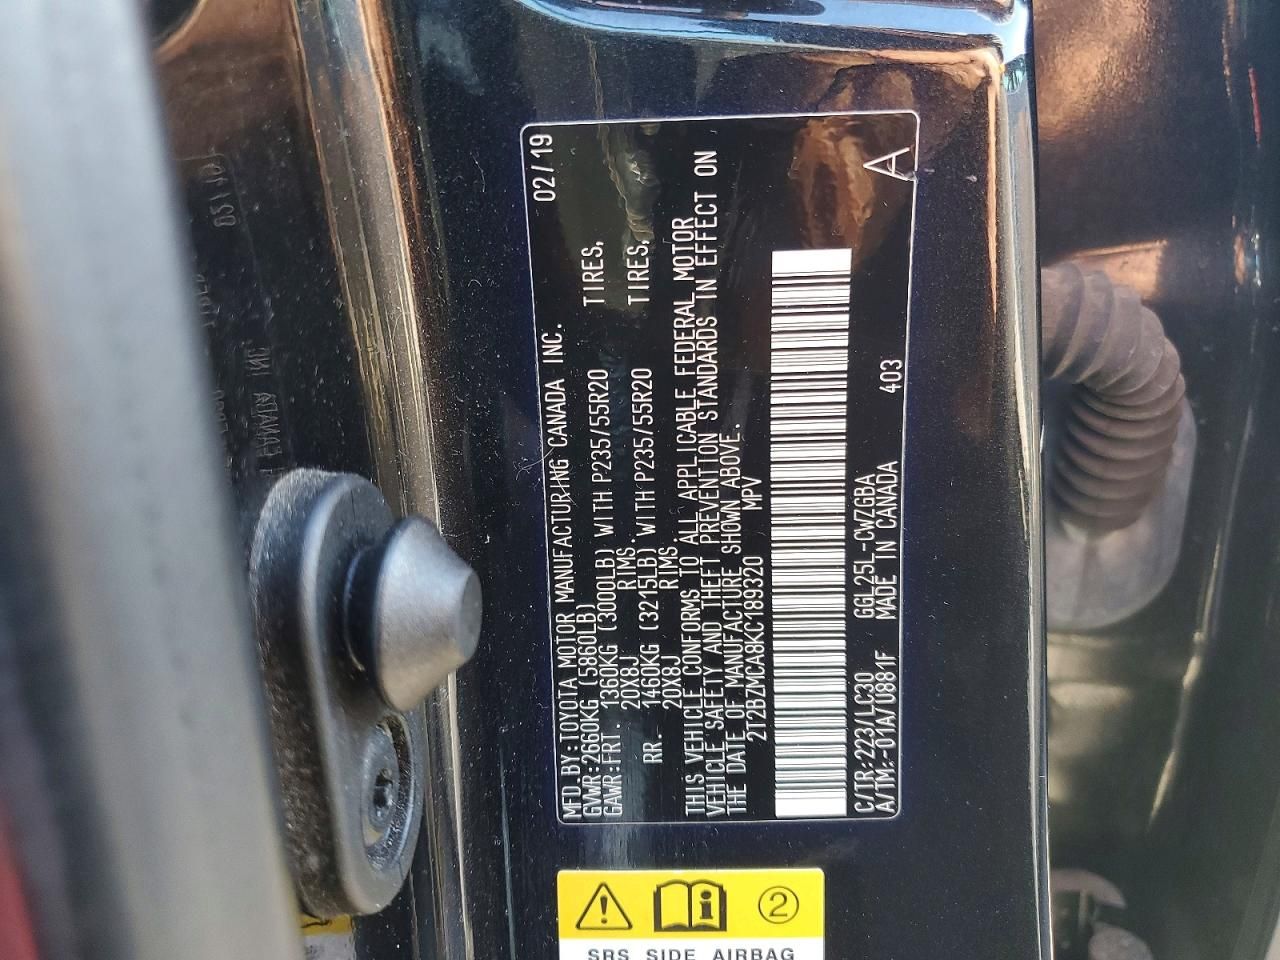 MFD.BY:TOYOTA MOTOR MANUFACTURING CANADA INC. 02/19
GVWR:2660KG (5860LB)
GAWR:FRT. 1360KG (3000LB) WITH P235/55R20 TIRES,
20X8J RIMS.
RR. 1460KG (3215LB) WITH P235/55R20 TIRES,
20X8J RIMS
THIS VEHICLE CONFORMS TO ALL APPLICABLE FEDERAL MOTOR
VEHICLE SAFETY AND THEFT PREVENTION STANDARDS IN EFFECT ON
THE DATE OF MANUFACTURE SHOWN ABOVE.
2T2BZMCA8KC189320 MPV
C/TR:223/LC30 GGL25L-CWZGBA
A/TM:-01A/U881F MADE IN CANADA 403 A
2
SRS SIDE AIRBAG